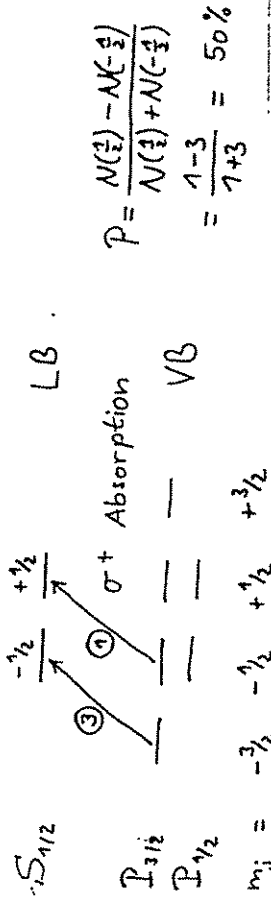 S₁/₂ -1/2 +1/2 LB
③ ① σ⁺ Absorption
P₃/₂
P₁/₂ VB
mⱼ = -3/2 -1/2 +1/2 +3/2
P = N(1/2) - N(-1/2) / N(1/2) + N(-1/2)
= 1-3 / 1+3 = 50%